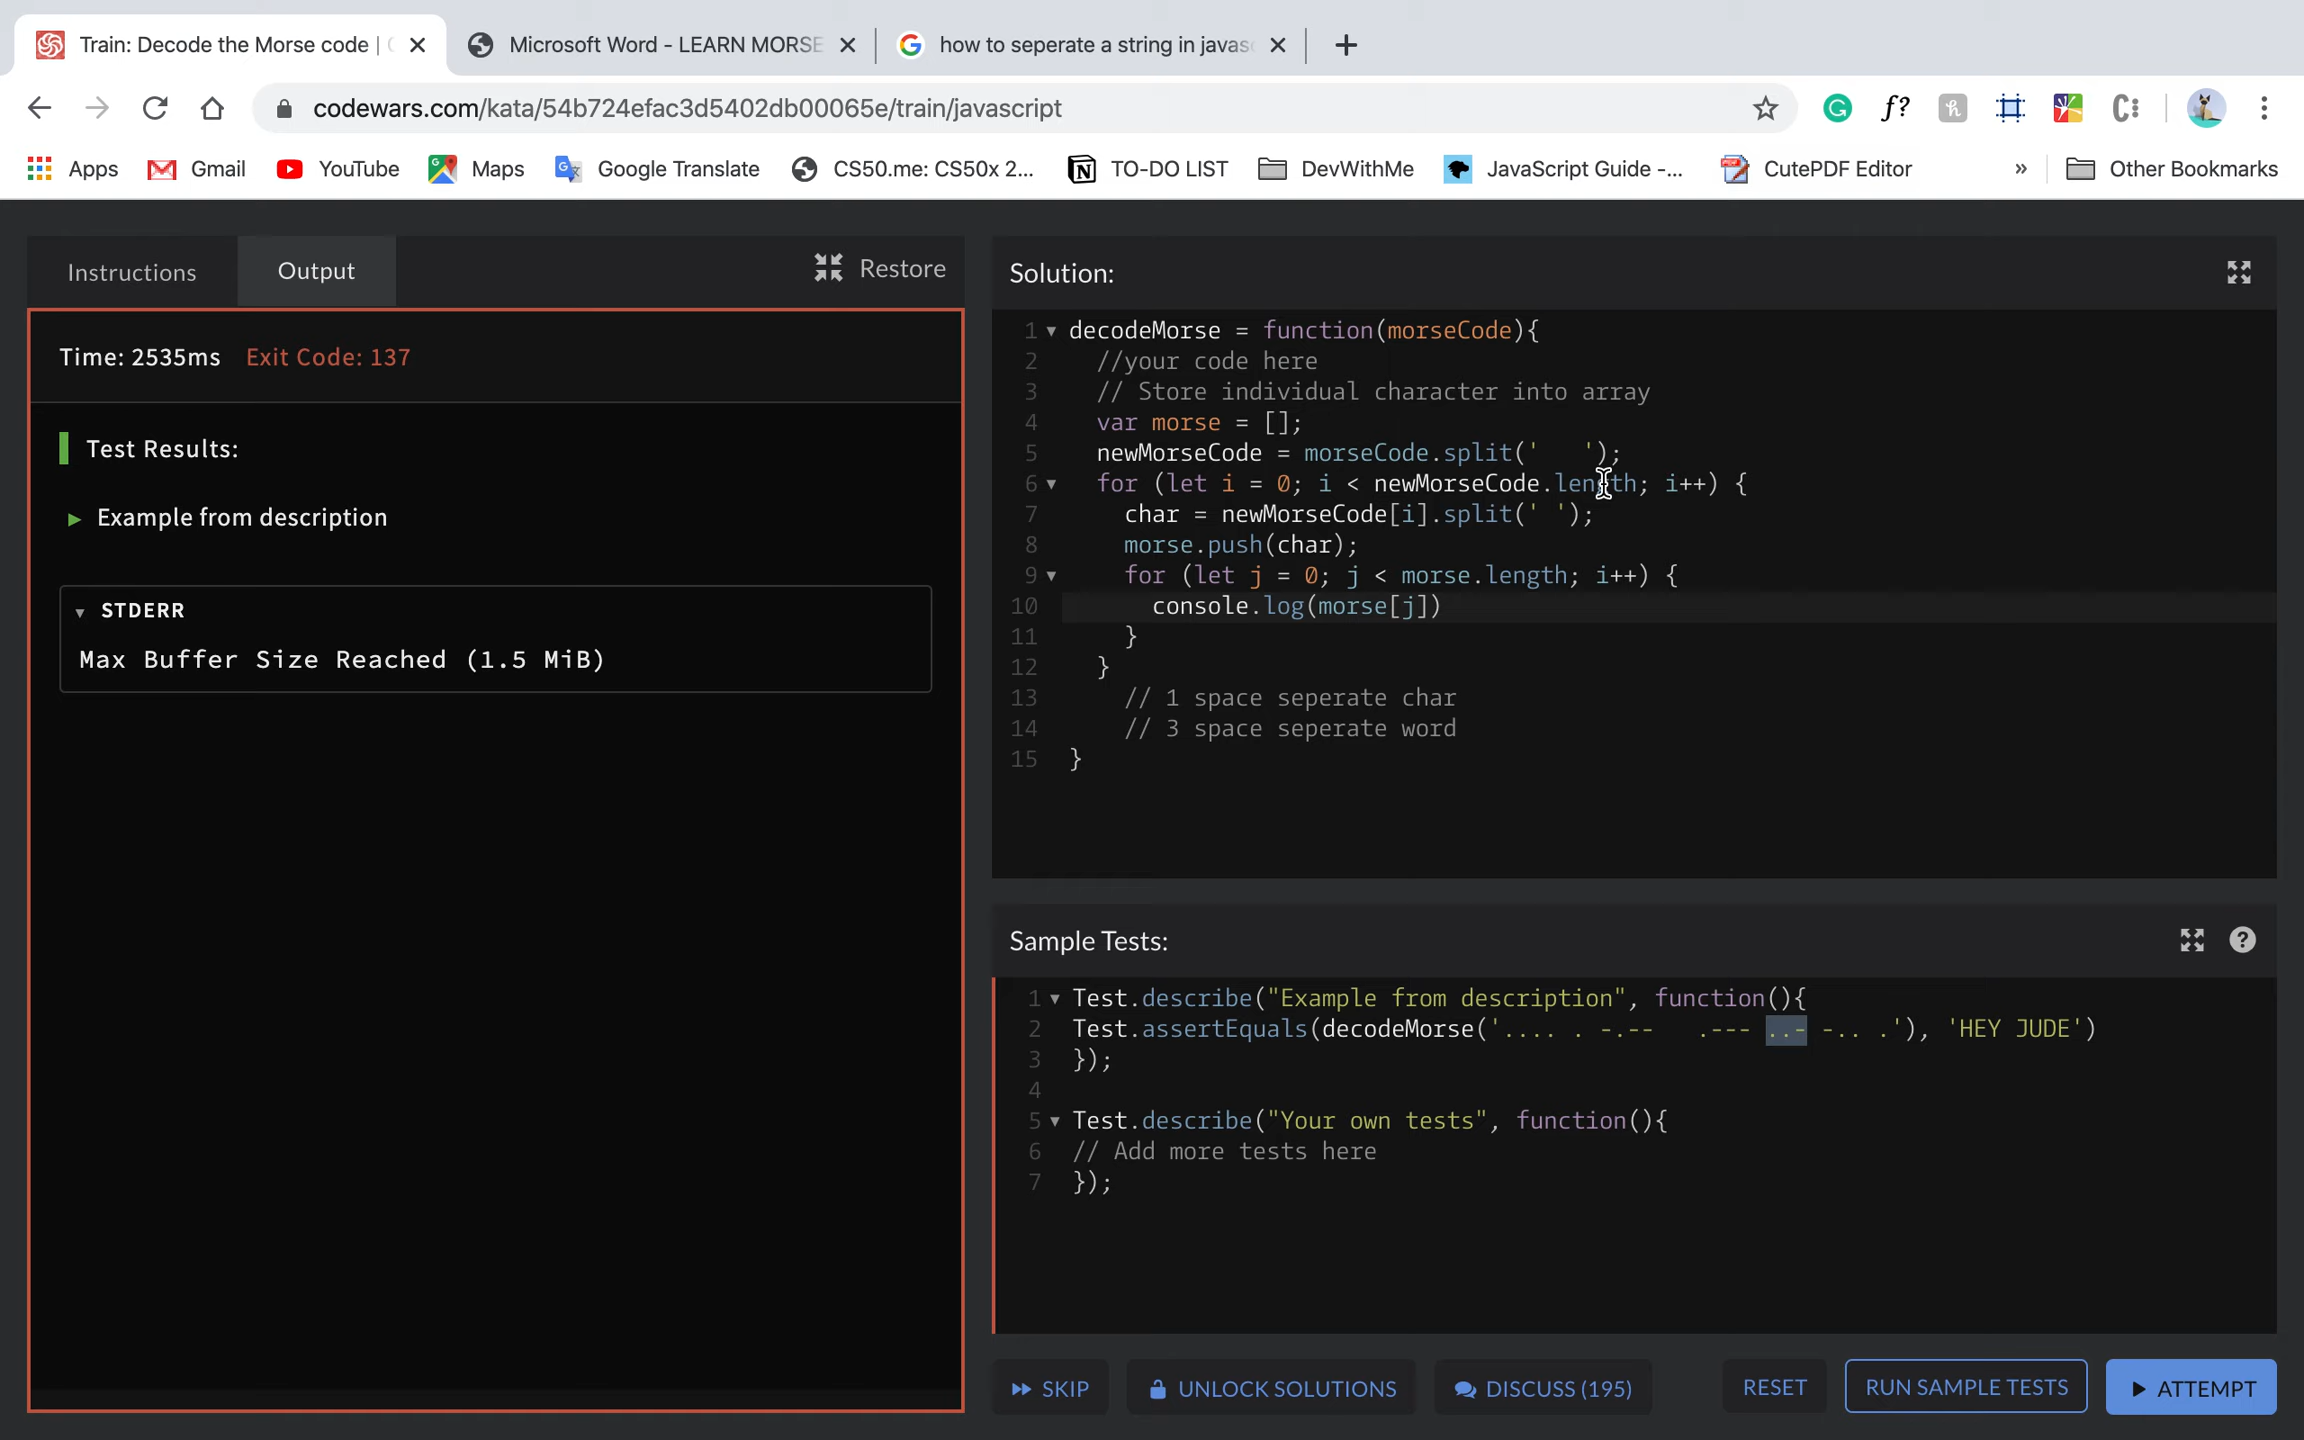 Train: Decode the Morse code |
Microsoft Word - LEARN MORSE
how to seperate a string in javas
codewars.com/kata/54b724efac3d5402db00065e/train/javascript
f?
Apps
Gmail
YouTube
Maps
Google Translate
CS50.me: CS50x 2...
TO-DO LIST
DevWithMe
JavaScript Guide -...
CutePDF Editor
»
Other Bookmarks
Instructions
Output
Restore
Time: 2535ms Exit Code: 137
Test Results:
Example from description
STDERR
Max Buffer Size Reached (1.5 MiB)
Solution:
1 decodeMorse = function(morseCode){
2 //your code here
3 // Store individual character into array
4 var morse = [];
5 newMorseCode = morseCode.split('   ');
6 for (let i = 0; i < newMorseCode.length; i++) {
7 char = newMorseCode[i].split(' ');
8 morse.push(char);
9 for (let j = 0; j < morse.length; i++) {
10 console.log(morse[j])
11 }
12 }
13 // 1 space seperate char
14 // 3 space seperate word
15 }
Sample Tests:
1 Test.describe("Example from description", function(){
2 Test.assertEquals(decodeMorse('.... . -.--   .--- ..- -.. .'), 'HEY JUDE')
3 });
4
5 Test.describe("Your own tests", function(){
6 // Add more tests here
7 });
SKIP
UNLOCK SOLUTIONS
DISCUSS (195)
RESET
RUN SAMPLE TESTS
ATTEMPT